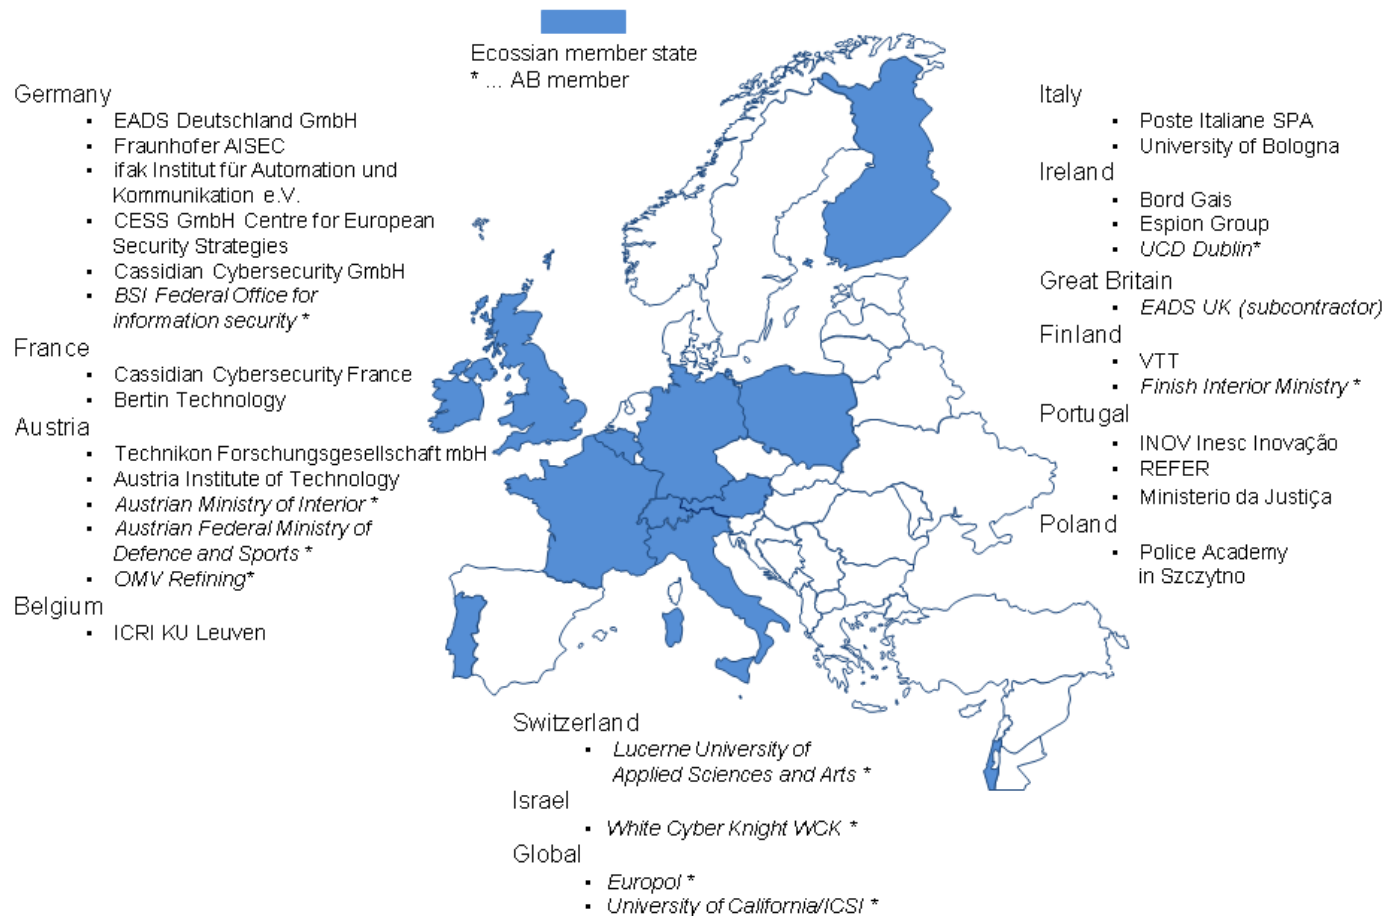 Ecossian member state
* ... AB member
Germany
▪ EADS Deutschland GmbH
▪ Fraunhofer AISEC
▪ ifak Institut für Automation und
Kommunikation e.V.
▪ CESS GmbH Centre for European
Security Strategies
▪ Cassidian Cybersecurity GmbH
▪ BSI Federal Office for
information security *
France
▪ Cassidian Cybersecurity France
▪ Bertin Technology
Austria
▪ Technikon Forschungsgesellschaft mbH
▪ Austria Institute of Technology
▪ Austrian Ministry of Interior *
▪ Austrian Federal Ministry of
Defence and Sports *
▪ OMV Refining*
Belgium
▪ ICRI KU Leuven
Italy
▪ Poste Italiane SPA
▪ University of Bologna
Ireland
▪ Bord Gais
▪ Espion Group
▪ UCD Dublin*
Great Britain
▪ EADS UK (subcontractor)
Finland
▪ VTT
▪ Finish Interior Ministry *
Portugal
▪ INOV Inesc Inovação
▪ REFER
▪ Ministerio da Justiça
Poland
▪ Police Academy
in Szczytno
Switzerland
▪ Lucerne University of
Applied Sciences and Arts *
Israel
▪ White Cyber Knight WCK *
Global
▪ Europol *
▪ University of California/ICSI *